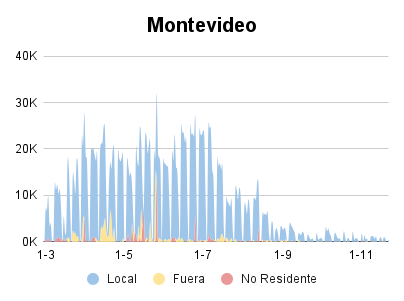 Montevideo
40K
30K
20K
10K
0K
1-3 1-5 1-7 1-9 1-11
Local Fuera No Residente